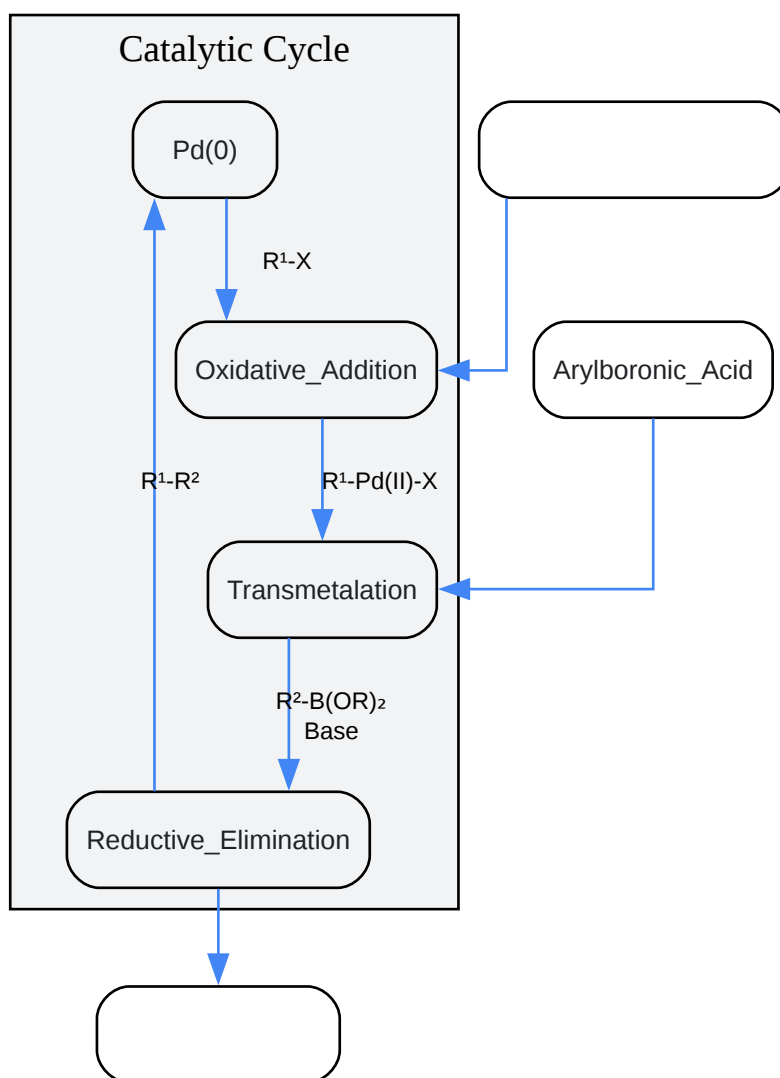 Catalytic Cycle
Pd(0)
R¹-X
Oxidative_Addition
Arylboronic_Acid
R¹-R²
R¹-Pd(II)-X
Transmetalation
R²-B(OR)₂
Base
Reductive_Elimination